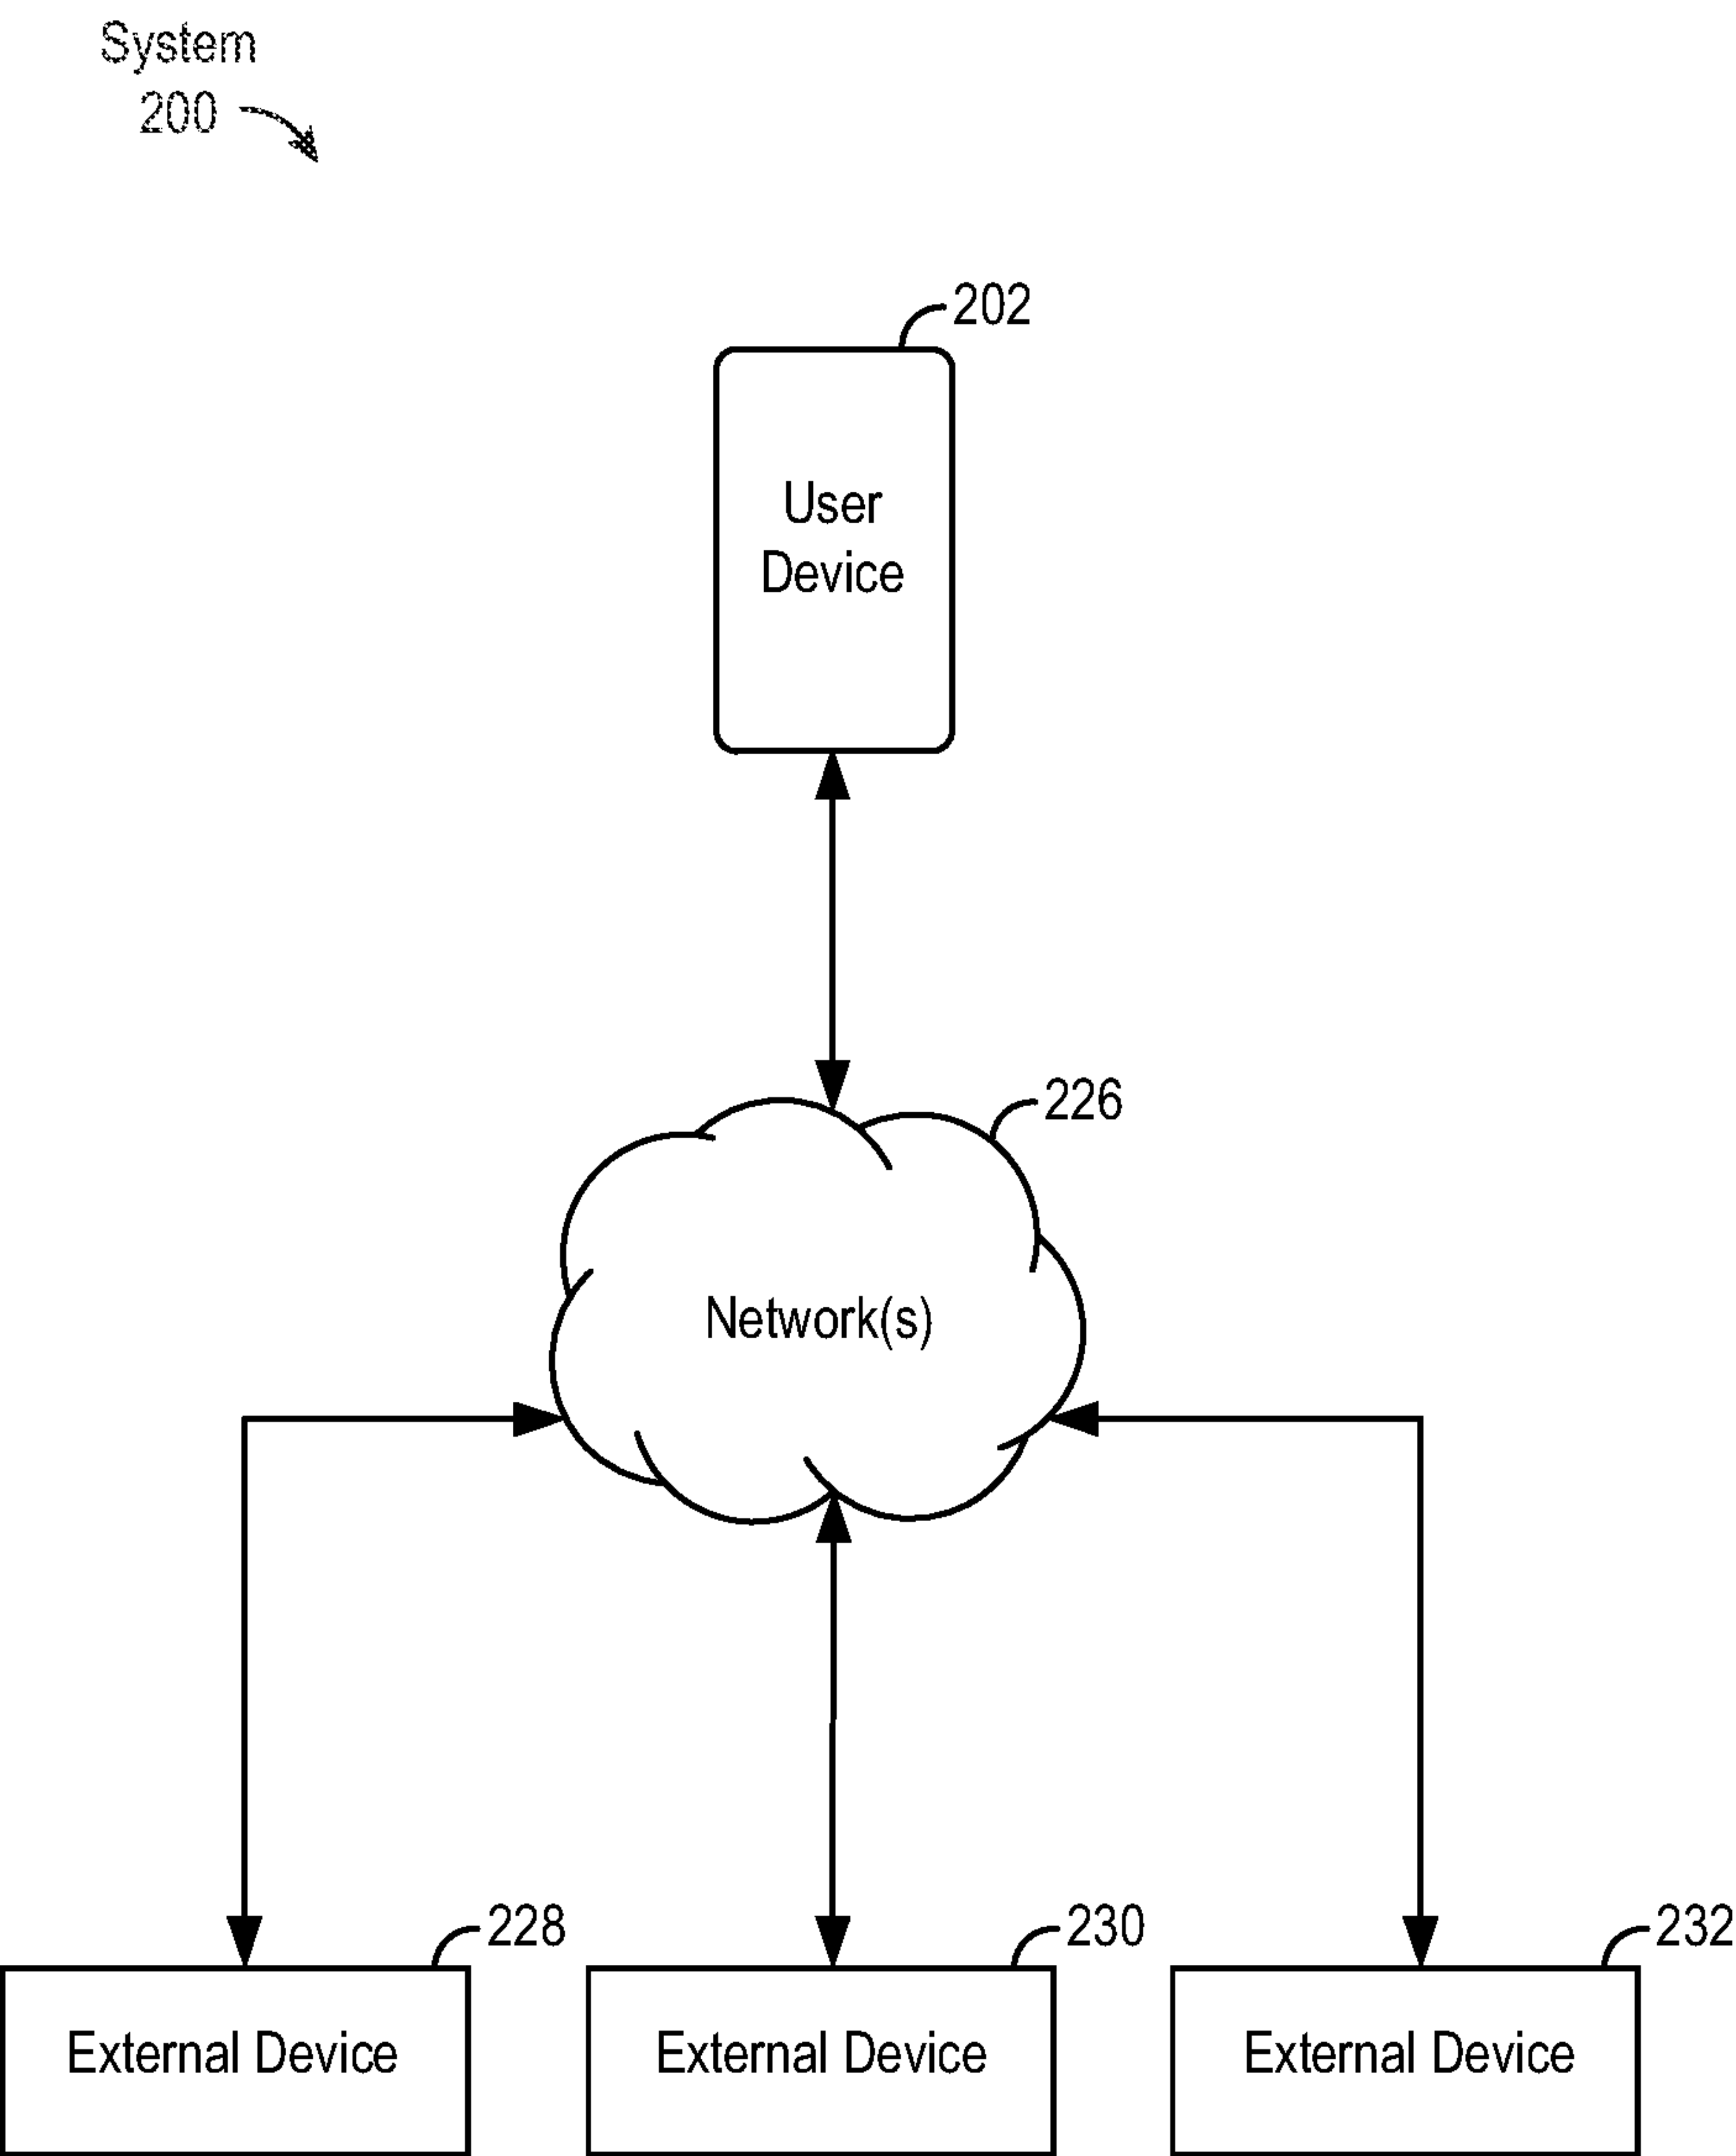 System
200
202
User
Device
226
Network(s)
228
230
232
External Device
External Device
External Device